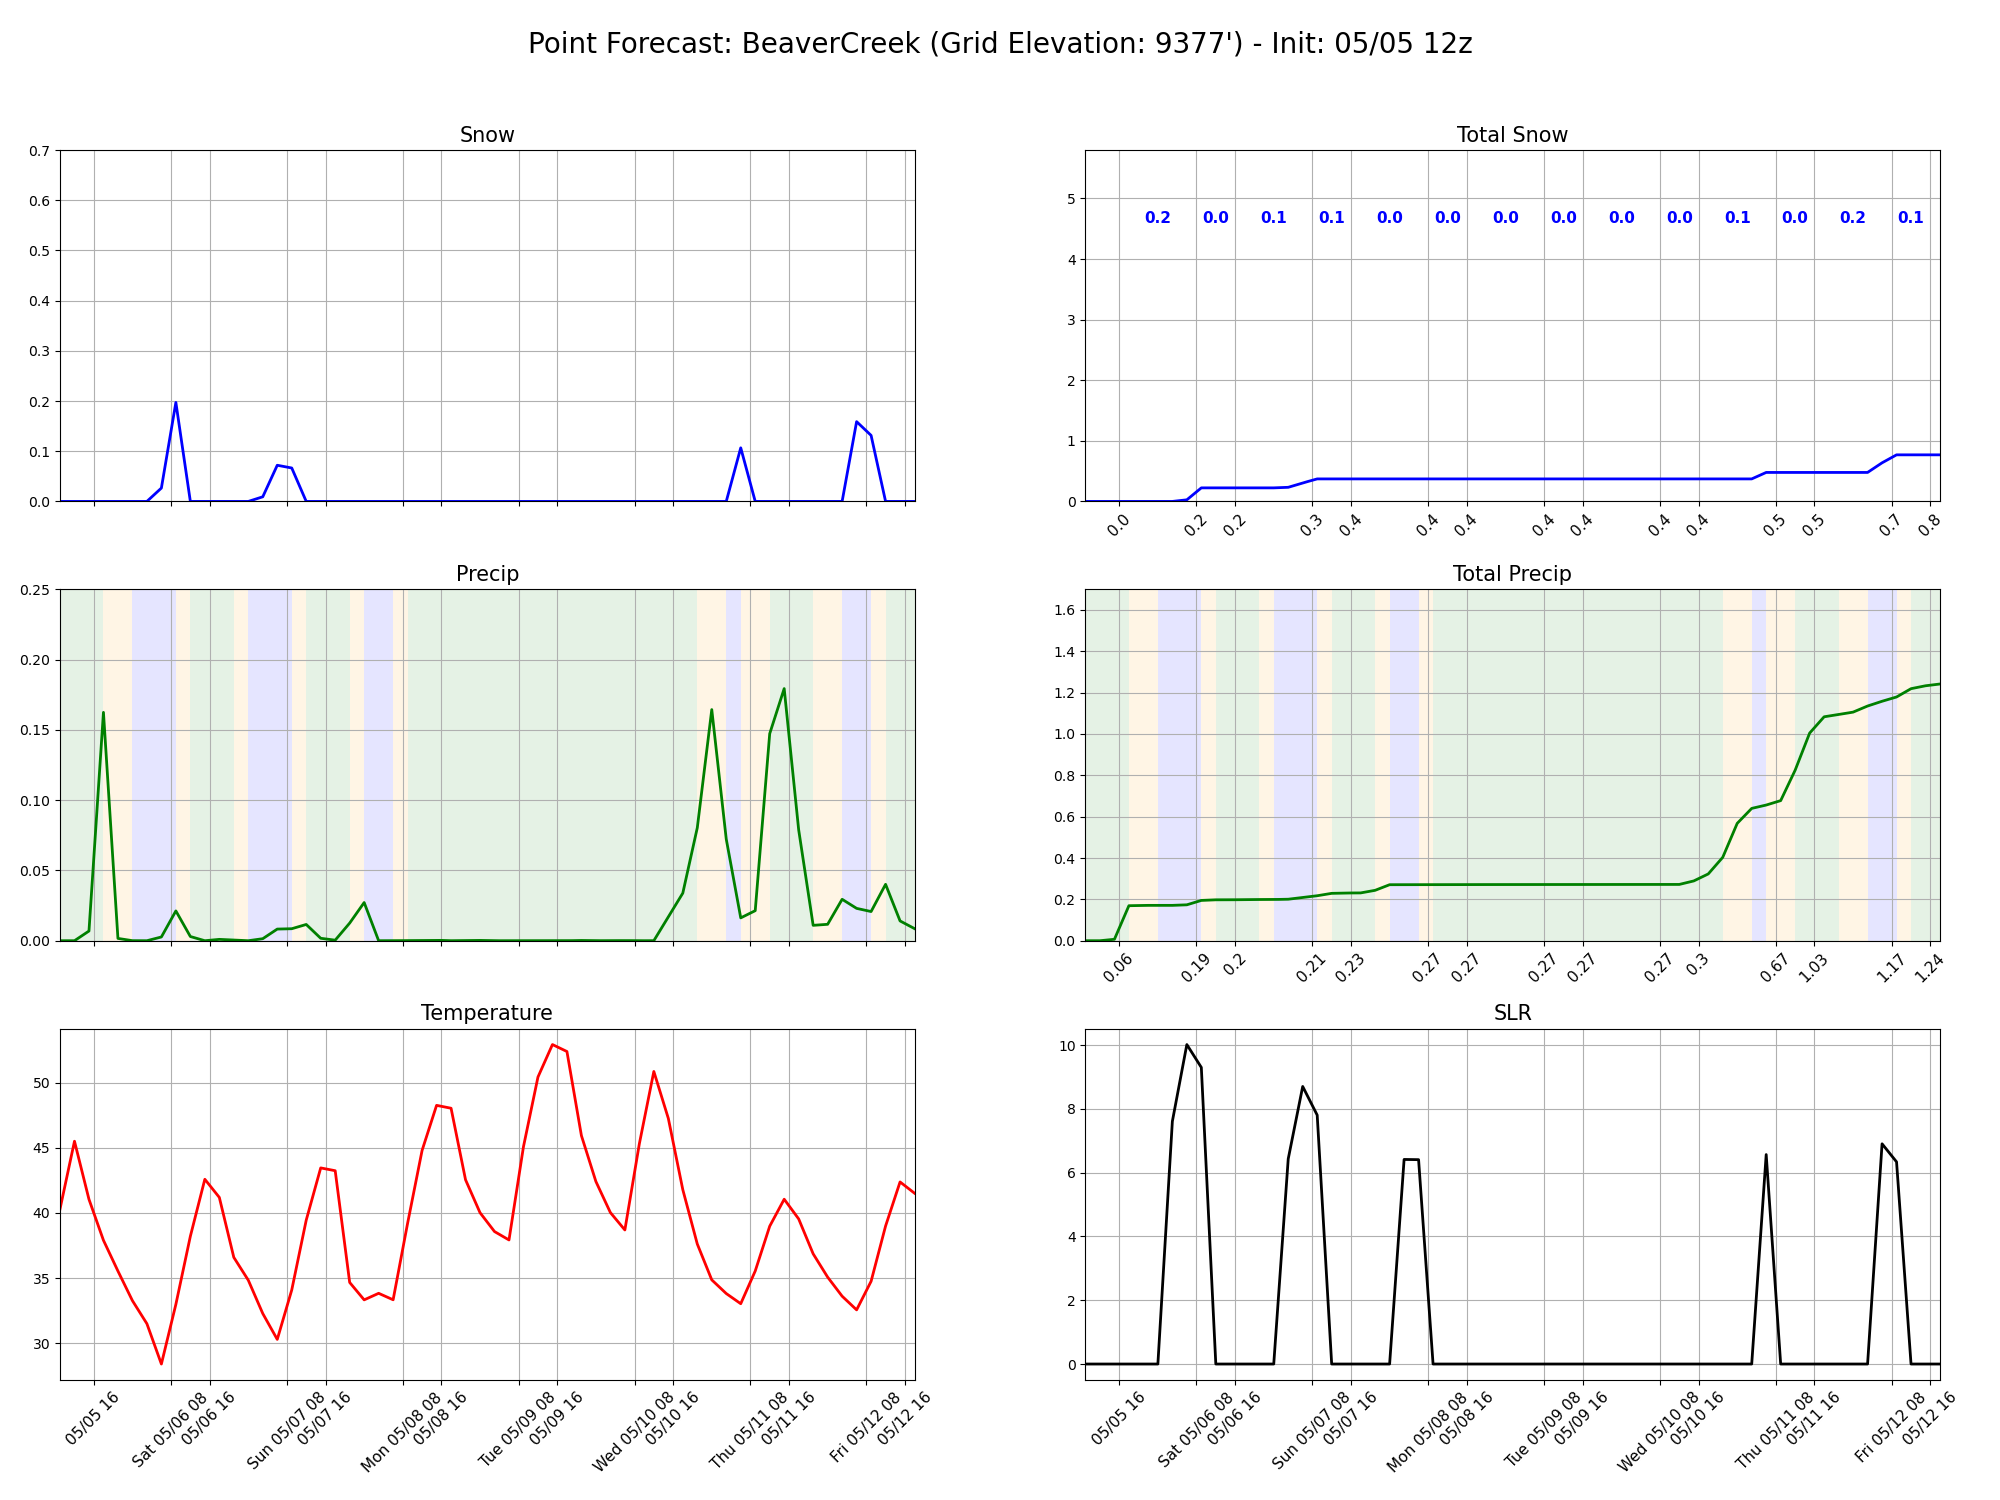 Point Forecast: BeaverCreek (Grid Elevation: 9377') - Init: 05/05 12z
Snow
0.7
0.6
0.5
0.4
0.3
0.2
0.1
0.0
Total Snow
5
4
3
2
1
0
0.2 0.0 0.1 0.1 0.0 0.0 0.0 0.0 0.0 0.0 0.1 0.0 0.2 0.1
0.0 0.2 0.2 0.3 0.4 0.4 0.4 0.4 0.4 0.4 0.4 0.5 0.5 0.7 0.8
Precip
0.25
0.20
0.15
0.10
0.05
0.00
Total Precip
1.6
1.4
1.2
1.0
0.8
0.6
0.4
0.2
0.0
0.06 0.19 0.2 0.21 0.23 0.27 0.27 0.27 0.27 0.27 0.3 0.67 1.03 1.17 1.24
Temperature
50
45
40
35
30
05/05 16
Sat 05/06 08
05/06 16
Sun 05/07 08
05/07 16
Mon 05/08 08
05/08 16
Tue 05/09 08
05/09 16
Wed 05/10 08
05/10 16
Thu 05/11 08
05/11 16
Fri 05/12 08
05/12 16
SLR
10
8
6
4
2
0
05/05 16
Sat 05/06 08
05/06 16
Sun 05/07 08
05/07 16
Mon 05/08 08
05/08 16
Tue 05/09 08
05/09 16
Wed 05/10 08
05/10 16
Thu 05/11 08
05/11 16
Fri 05/12 08
05/12 16